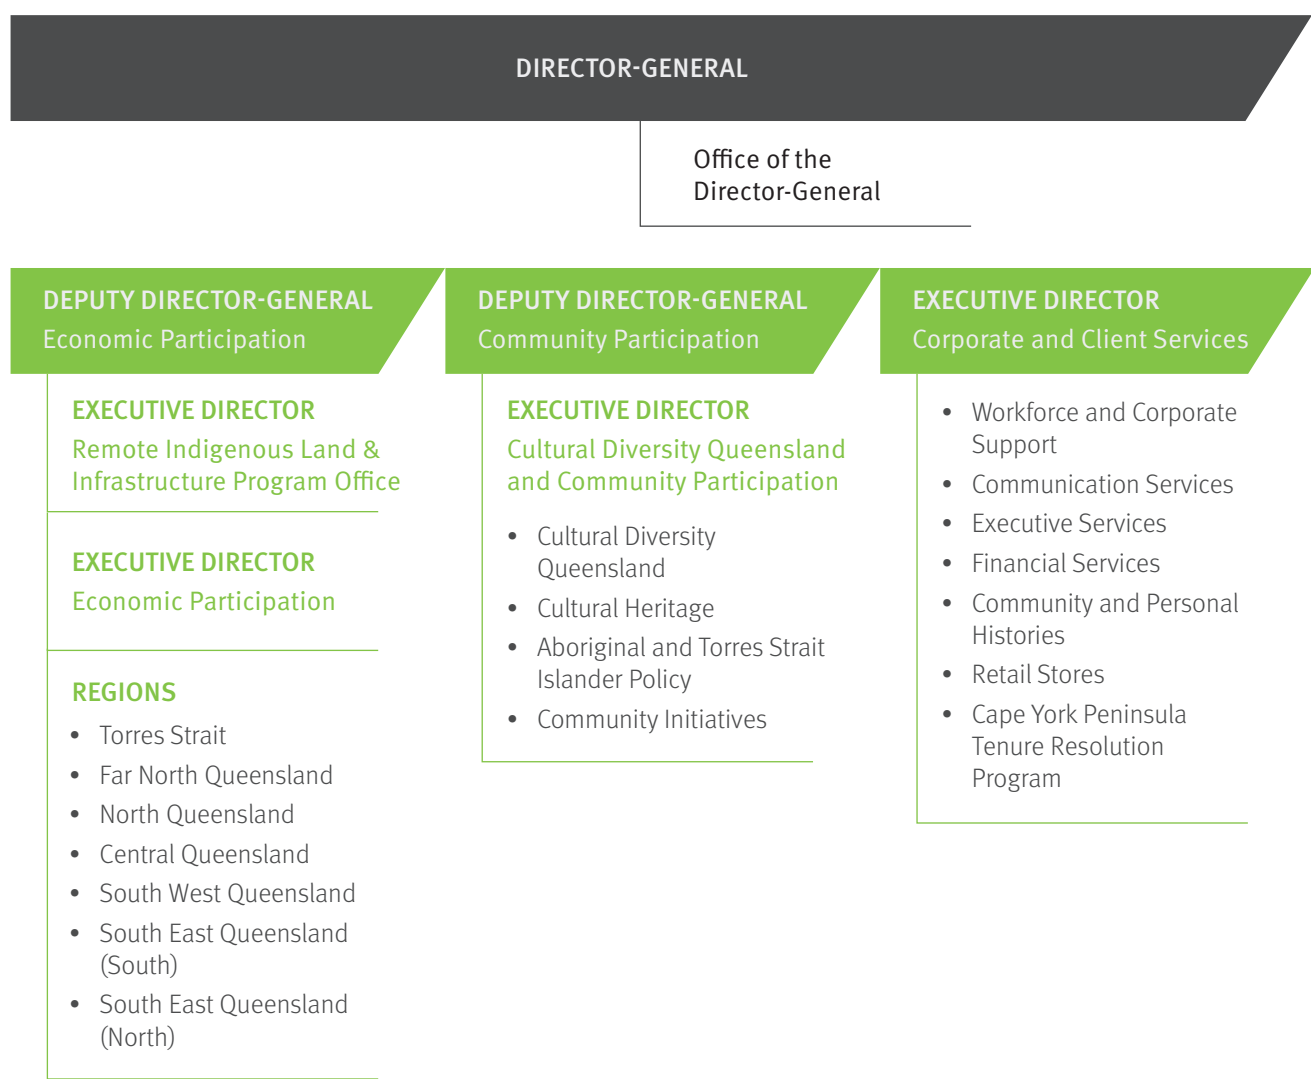 DIRECTOR-GENERAL
Office of the
Director-General
DEPUTY DIRECTOR-GENERAL
Economic Participation
EXECUTIVE DIRECTOR
Remote Indigenous Land &
Infrastructure Program Office
EXECUTIVE DIRECTOR
Economic Participation
REGIONS
• Torres Strait
• Far North Queensland
• North Queensland
• Central Queensland
• South West Queensland
• South East Queensland
(South)
• South East Queensland
(North)
DEPUTY DIRECTOR-GENERAL
Community Participation
EXECUTIVE DIRECTOR
Cultural Diversity Queensland
and Community Participation
• Cultural Diversity
Queensland
• Cultural Heritage
• Aboriginal and Torres Strait
Islander Policy
• Community Initiatives
EXECUTIVE DIRECTOR
Corporate and Client Services
• Workforce and Corporate
Support
• Communication Services
• Executive Services
• Financial Services
• Community and Personal
Histories
• Retail Stores
• Cape York Peninsula
Tenure Resolution
Program